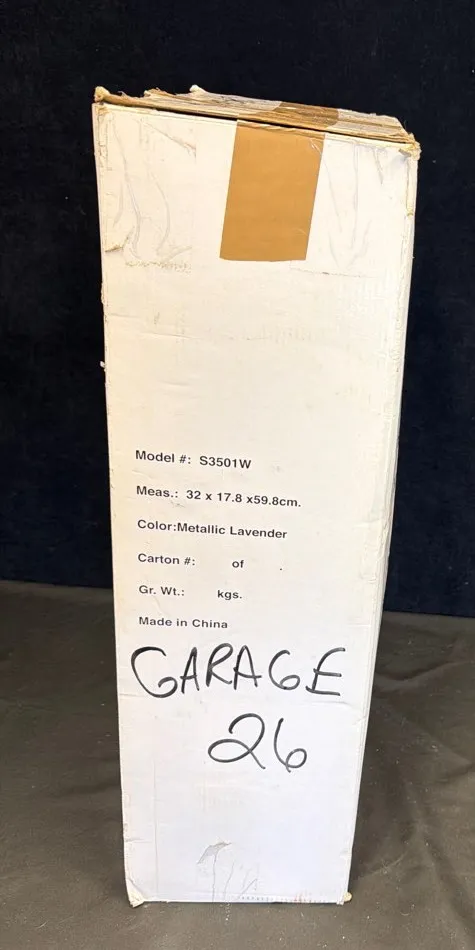 Model #: S3501W
Meas.: 32 x 17.8 x59.8cm.
Color:Metallic Lavender
Carton #: of .
Gr. Wt.: kgs.
Made in China
GARAGE
26